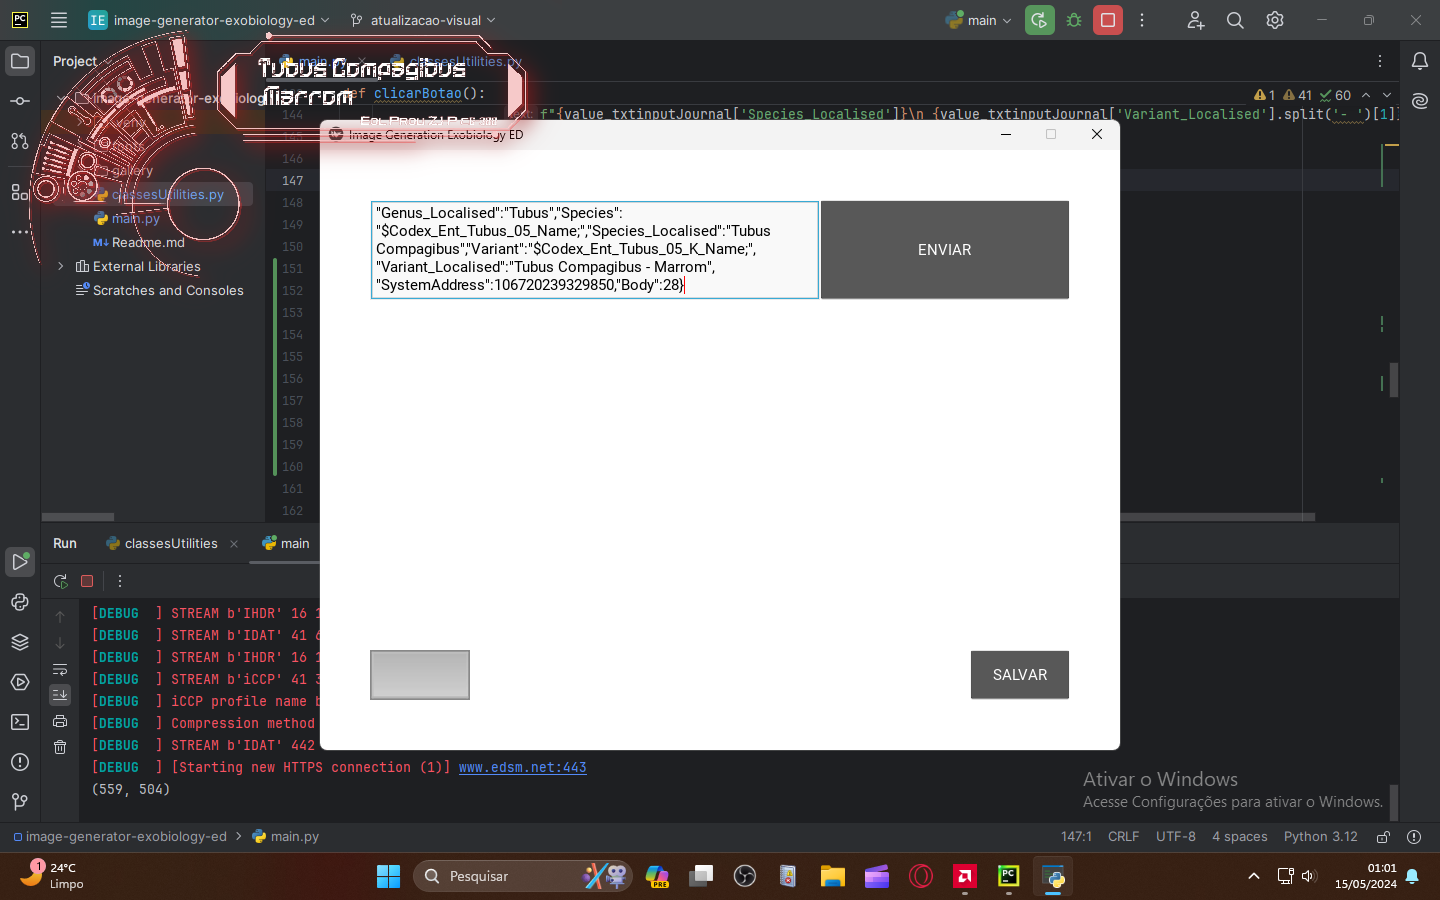 PC
IE image-generator-exobiology-ed
atualizacao-visual
main
Project
main.py
classesUtilities.py
Tubus Compagibus
Marrom
def clicarBotao():
1 41 60
144 f"{value_txtinputJournal['Species_Localised']}\n {value_txtinputJournal['Variant_Localised'].split('- ')[1]}
image-generator-exobiolog
gallery
classesUtilities.py
main.py
M↓ Readme.md
External Libraries
Scratches and Consoles
146
147
148
149
150
151
152
153
154
155
156
157
158
159
160
161
162
Image Generation Exobiology ED
"Genus_Localised":"Tubus","Species":
"$Codex_Ent_Tubus_05_Name;","Species_Localised":"Tubus
Compagibus","Variant":"$Codex_Ent_Tubus_05_K_Name;",
"Variant_Localised":"Tubus Compagibus - Marrom",
"SystemAddress":106720239329850,"Body":28}
ENVIAR
SALVAR
Run
classesUtilities
main
[DEBUG ] STREAM b'IHDR' 16 1
[DEBUG ] STREAM b'IDAT' 41
[DEBUG ] STREAM b'IHDR' 16 1
[DEBUG ] STREAM b'iCCP' 41 3
[DEBUG ] iCCP profile name b
[DEBUG ] Compression method
[DEBUG ] STREAM b'IDAT' 442
[DEBUG ] [Starting new HTTPS connection (1)] www.edsm.net:443
(559, 504)
Ativar o Windows
Acesse Configurações para ativar o Windows.
image-generator-exobiology-ed
main.py
147:1 CRLF UTF-8 4 spaces Python 3.12
1
24°C
Limpo
Pesquisar
PRE
PC
01:01
15/05/2024